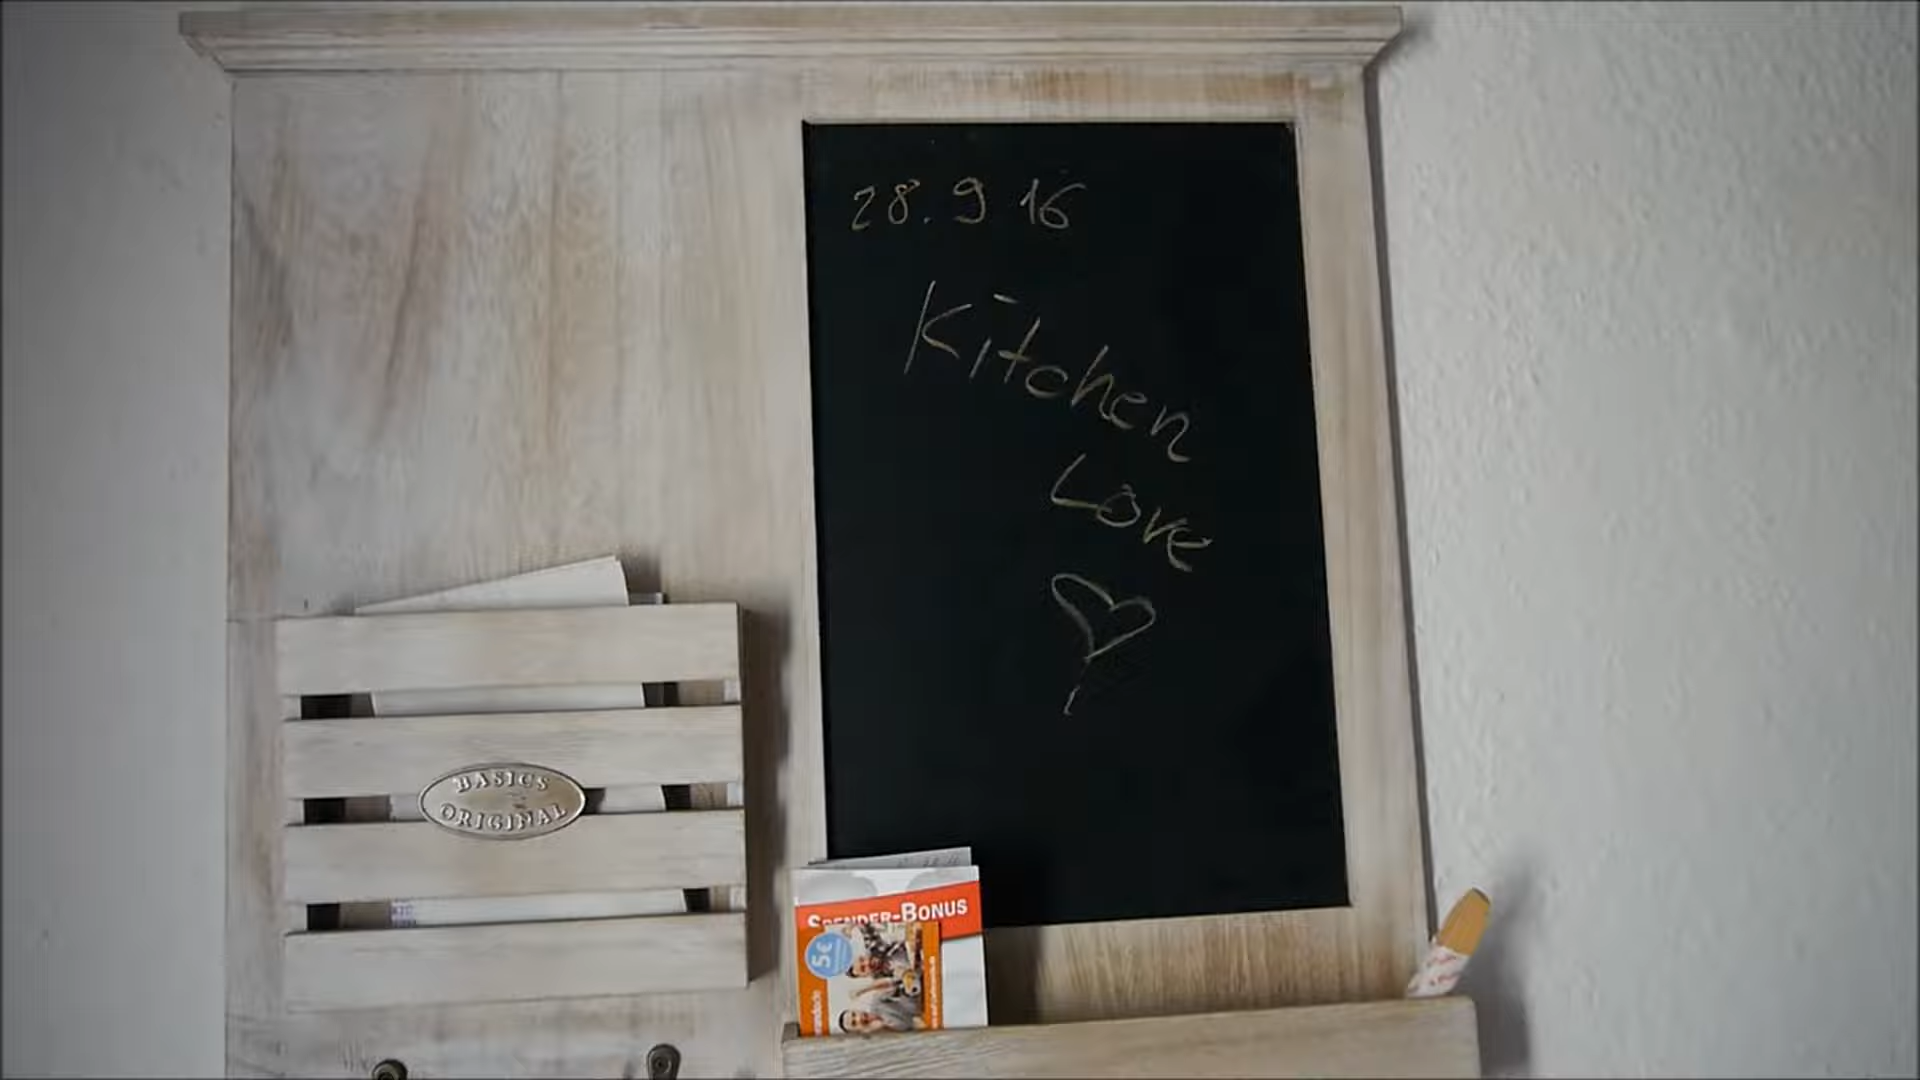 28. 9 16
Kitchen
Love
BASICS
ORIGINAL
SPENDER-BONUS
5€